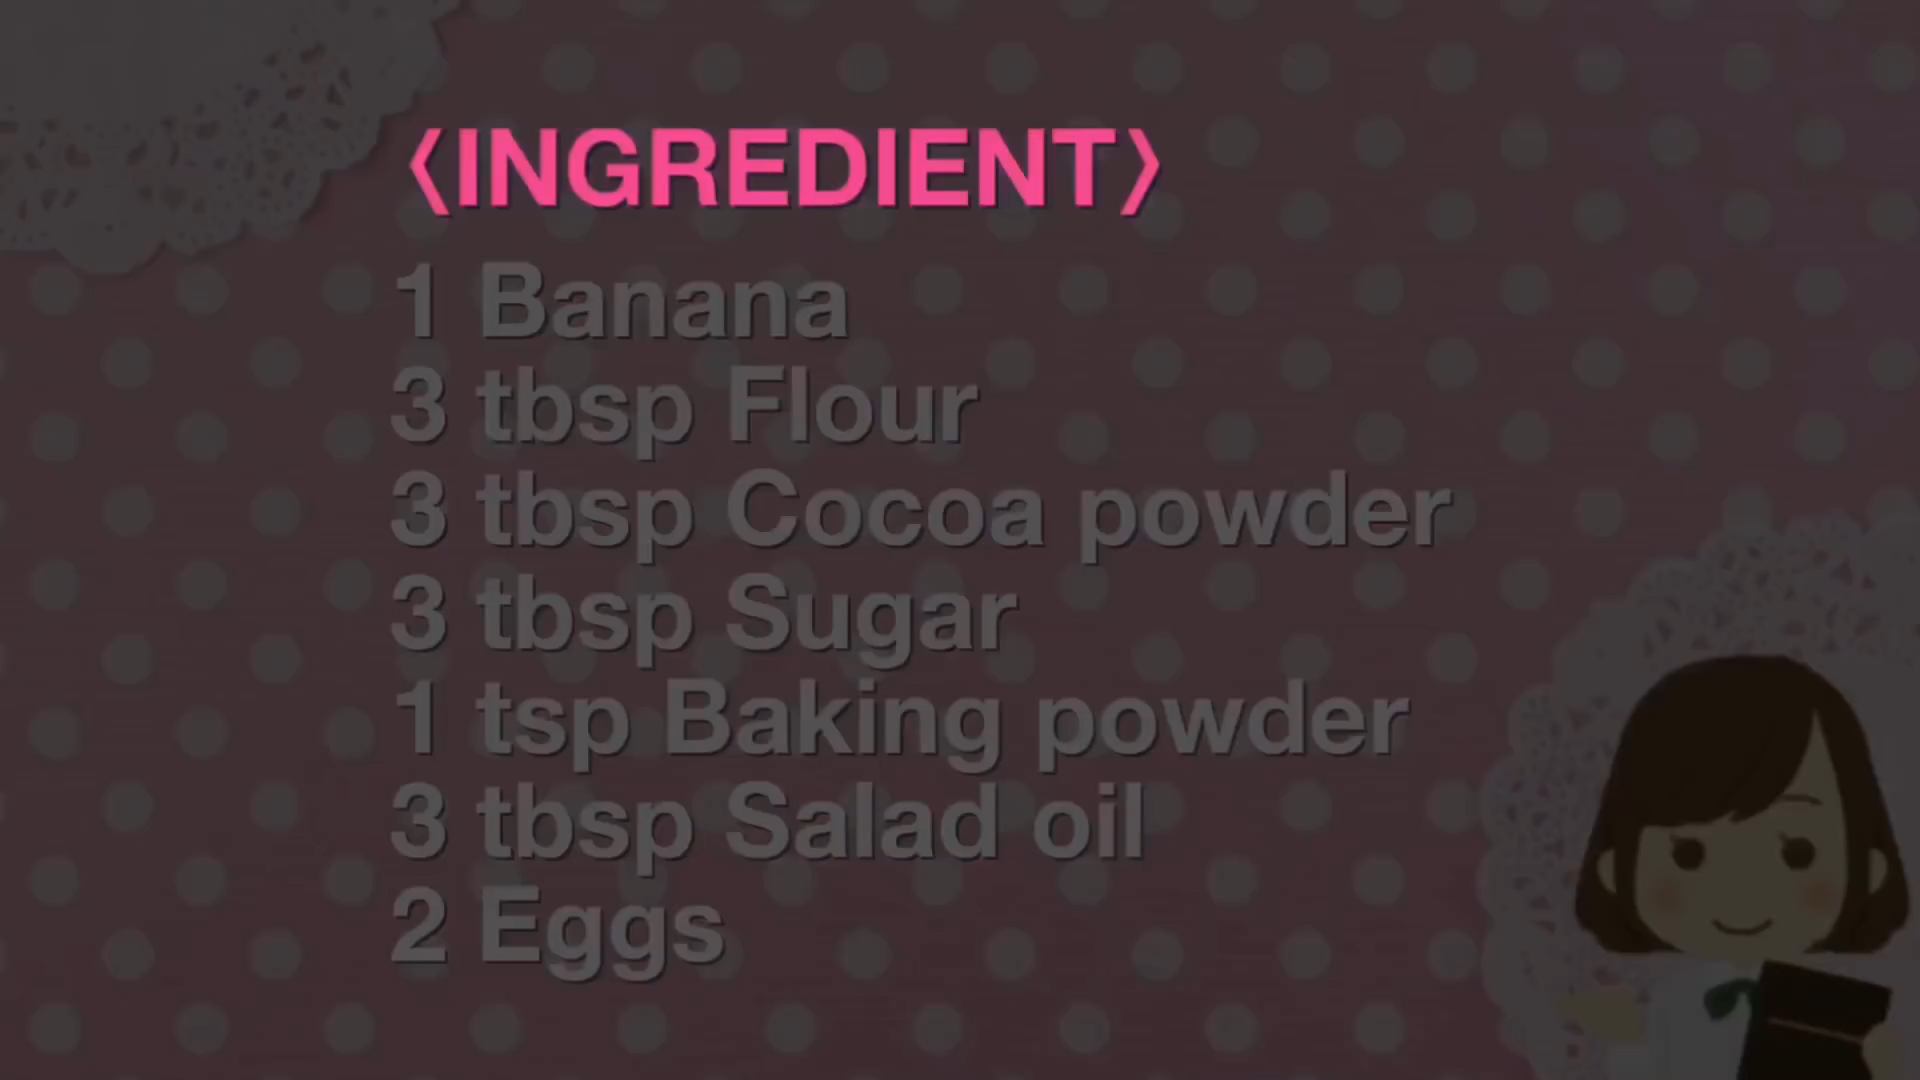 〈INGREDIENT〉
1 Banana
3 tbsp Flour
3 tbsp Cocoa powder
3 tbsp Sugar
1 tsp Baking powder
3 tbsp Salad oil
2 Eggs